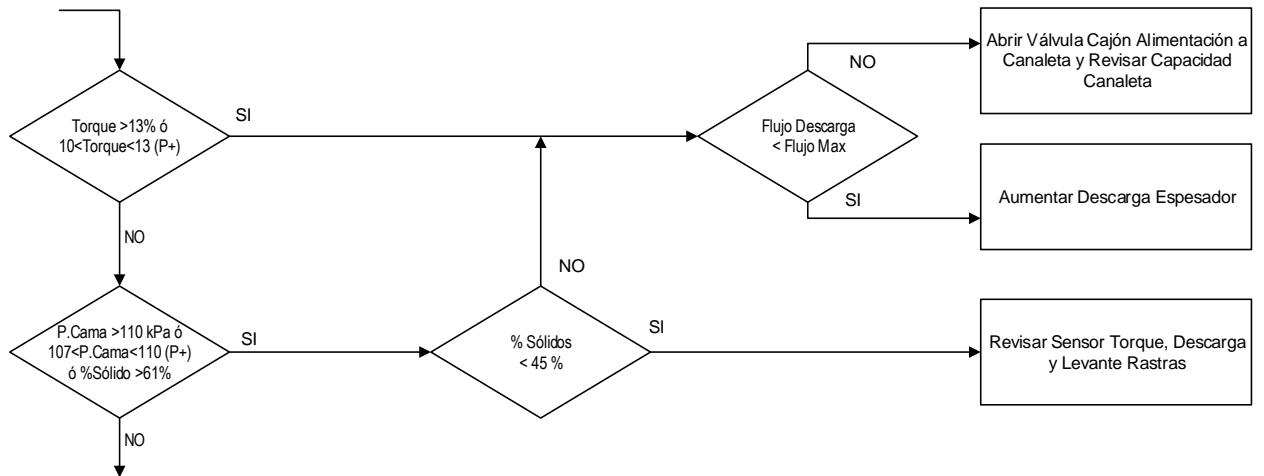 Abrir Válvula Cajón Alimentación a
Canaleta y Revisar Capacidad
Canaleta
NO
SI
Torque >13% ó
10<Torque<13 (P+)
Flujo Descarga
< Flujo Max
SI
Aumentar Descarga Espesador
NO
NO
P.Cama >110 kPa ó
107<P.Cama<110 (P+)
ó %Sólido >61%
SI
% Sólidos
< 45 %
SI
Revisar Sensor Torque, Descarga
y Levante Rastras
NO